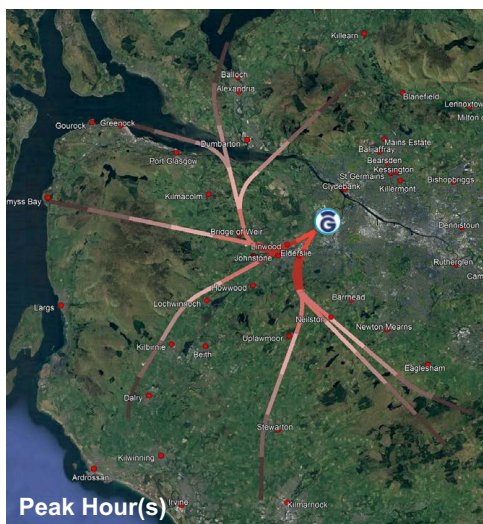 Killearn
Balloch
Alexandria
Blanefield
Lennoxtow
Milton o
Gourock
Greenock
Dumbarton
Mains Estate
Baljaffray
Port Glasgow
Bearsden
Kessington
St Germains
Killermont
Bishopbriggs
Clydebank
myss Bay
Kilmacolm
Bridge of Weir
Dennistoun
Linwood
Elderslie
Johnstone
Rutherglen
Cam
Howwood
Lochwinnoch
Barrhead
Largs
Neilston
Newton Mearns
Uplawmoor
Kilbirnie
Beith
Eaglesham
Dalry
Stewarton
Kilwinning
Ardrossan
Peak Hour(s)
Irvine
Kilmarnock